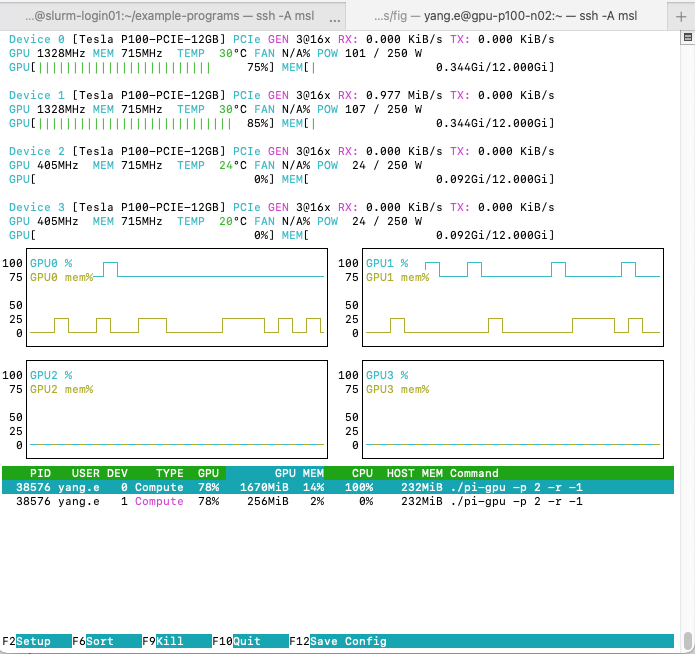 ...@slurm-login01:~/example-programs — ssh -A msl ... ...s/fig — yang.e@gpu-p100-n02:~ — ssh -A msl +
Device 0 [Tesla P100-PCIE-12GB] PCIe GEN 3@16x RX: 0.000 KiB/s TX: 0.000 KiB/s
GPU 1328MHz MEM 715MHz TEMP 30°C FAN N/A% POW 101 / 250 W
GPU[|||||||||||||||||||||||||     75%] MEM[|                 0.344Gi/12.000Gi]
Device 1 [Tesla P100-PCIE-12GB] PCIe GEN 3@16x RX: 0.977 MiB/s TX: 0.000 KiB/s
GPU 1328MHz MEM 715MHz TEMP 30°C FAN N/A% POW 107 / 250 W
GPU[||||||||||||||||||||||||||||  85%] MEM[|                 0.344Gi/12.000Gi]
Device 2 [Tesla P100-PCIE-12GB] PCIe GEN 3@16x RX: 0.000 KiB/s TX: 0.000 KiB/s
GPU 405MHz MEM 715MHz TEMP 24°C FAN N/A% POW 24 / 250 W
GPU[                               0%] MEM[                  0.092Gi/12.000Gi]
Device 3 [Tesla P100-PCIE-12GB] PCIe GEN 3@16x RX: 0.000 KiB/s TX: 0.000 KiB/s
GPU 405MHz MEM 715MHz TEMP 20°C FAN N/A% POW 24 / 250 W
GPU[                               0%] MEM[                  0.092Gi/12.000Gi]
100 GPU0 %
75 GPU0 mem%
50
25
0
100 GPU1 %
75 GPU1 mem%
50
25
0
100 GPU2 %
75 GPU2 mem%
50
25
0
100 GPU3 %
75 GPU3 mem%
50
25
0
PID USER DEV TYPE GPU GPU MEM CPU HOST MEM Command
38576 yang.e 0 Compute 78% 1670MiB 14% 100% 232MiB ./pi-gpu -p 2 -r -1
38576 yang.e 1 Compute 78% 256MiB 2% 0% 232MiB ./pi-gpu -p 2 -r -1
F2Setup F6Sort F9Kill F10Quit F12Save Config